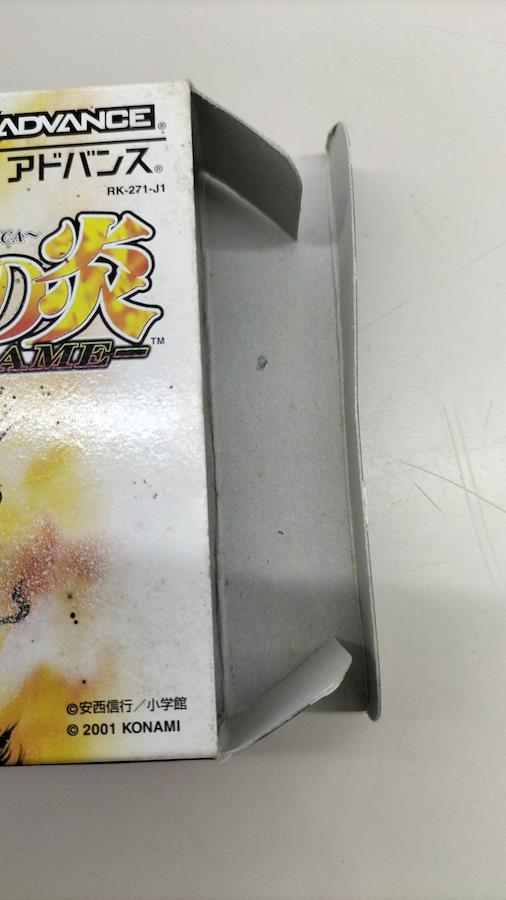 ADVANCE®
アドバンス®
RK-271-J1
CA~
の炎
AME–™
©安西信行／小学館
© 2001 KONAMI